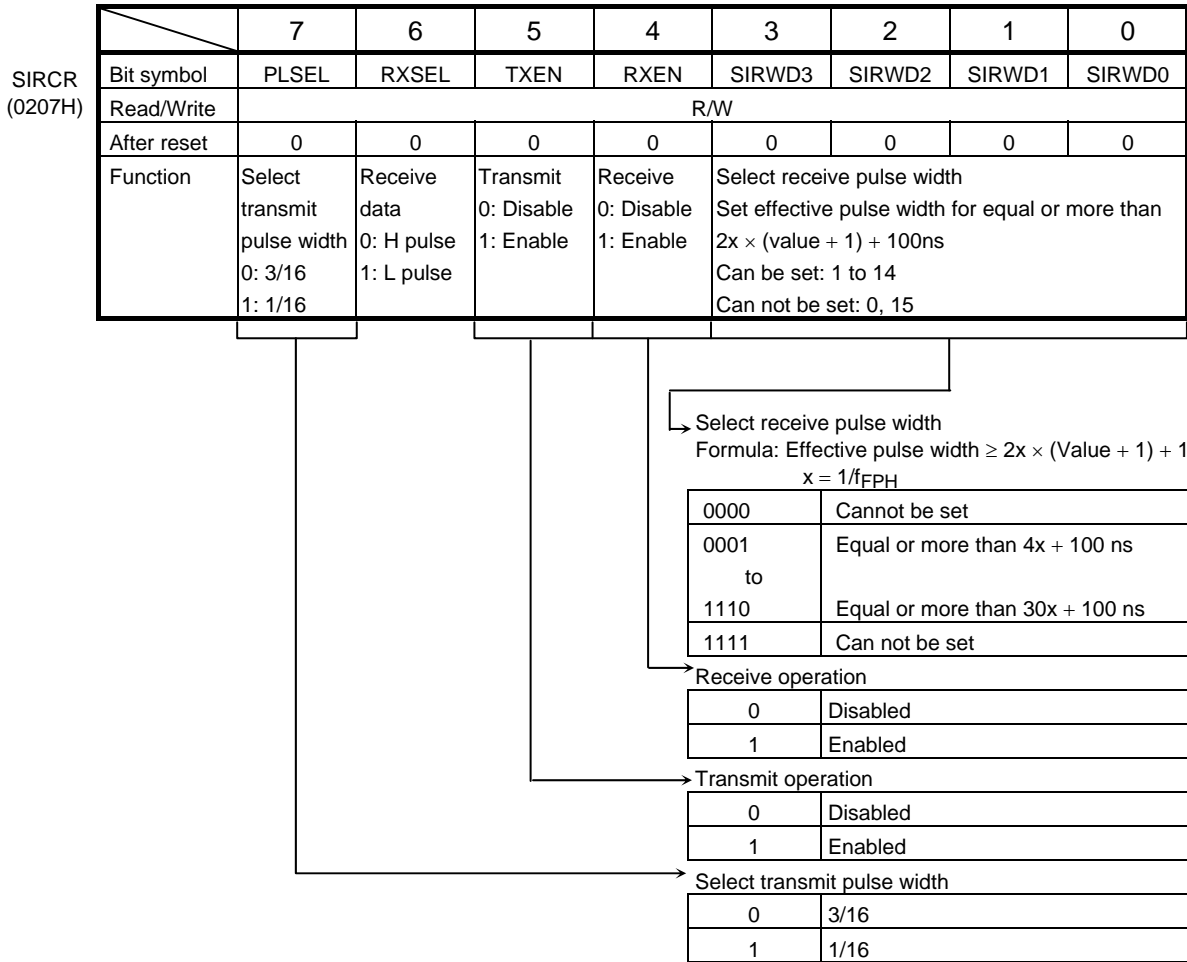 7 6 5 4 3 2 1 0
SIRCR
(0207H)
Bit symbol PLSEL RXSEL TXEN RXEN SIRWD3 SIRWD2 SIRWD1 SIRWD0
Read/Write R/W
After reset 0 0 0 0 0 0 0 0
Function Select Receive Transmit Receive Select receive pulse width
transmit data 0: Disable 0: Disable Set effective pulse width for equal or more than
pulse width 0: H pulse 1: Enable 1: Enable 2x × (value + 1) + 100ns
0: 3/16 1: L pulse Can be set: 1 to 14
1: 1/16 Can not be set: 0, 15
Select receive pulse width
Formula: Effective pulse width ≥ 2x × (Value + 1) + 1
x = 1/fFPH
0000 Cannot be set
0001 Equal or more than 4x + 100 ns
to
1110 Equal or more than 30x + 100 ns
1111 Can not be set
Receive operation
0 Disabled
1 Enabled
Transmit operation
0 Disabled
1 Enabled
Select transmit pulse width
0 3/16
1 1/16